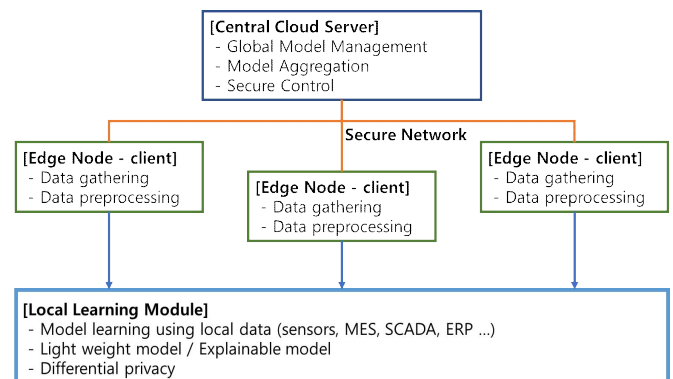 [Central Cloud Server]
- Global Model Management
- Model Aggregation
- Secure Control
Secure Network
[Edge Node - client]
- Data gathering
- Data preprocessing
[Edge Node - client]
- Data gathering
- Data preprocessing
[Edge Node - client]
- Data gathering
- Data preprocessing
[Local Learning Module]
- Model learning using local data (sensors, MES, SCADA, ERP ...)
- Light weight model / Explainable model
- Differential privacy